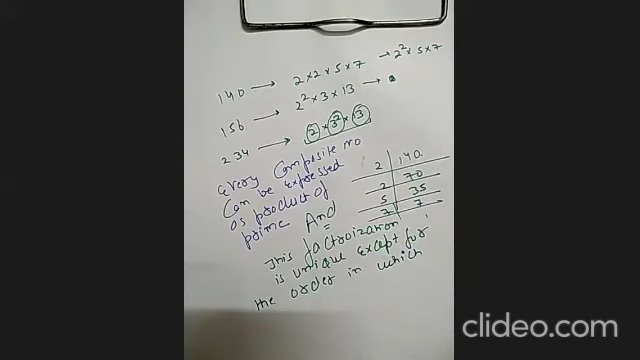 140 → 2×2×5×7 → 2²×5×7
156 → 2²×3×13 →
234 → 2×3²×13
Every Composite no
Can be expressed
as product of
prime
And
This factroization
is unique except for
the order in which
2 | 140.
2 | 70
5 | 35
7 | 7
clideo.com